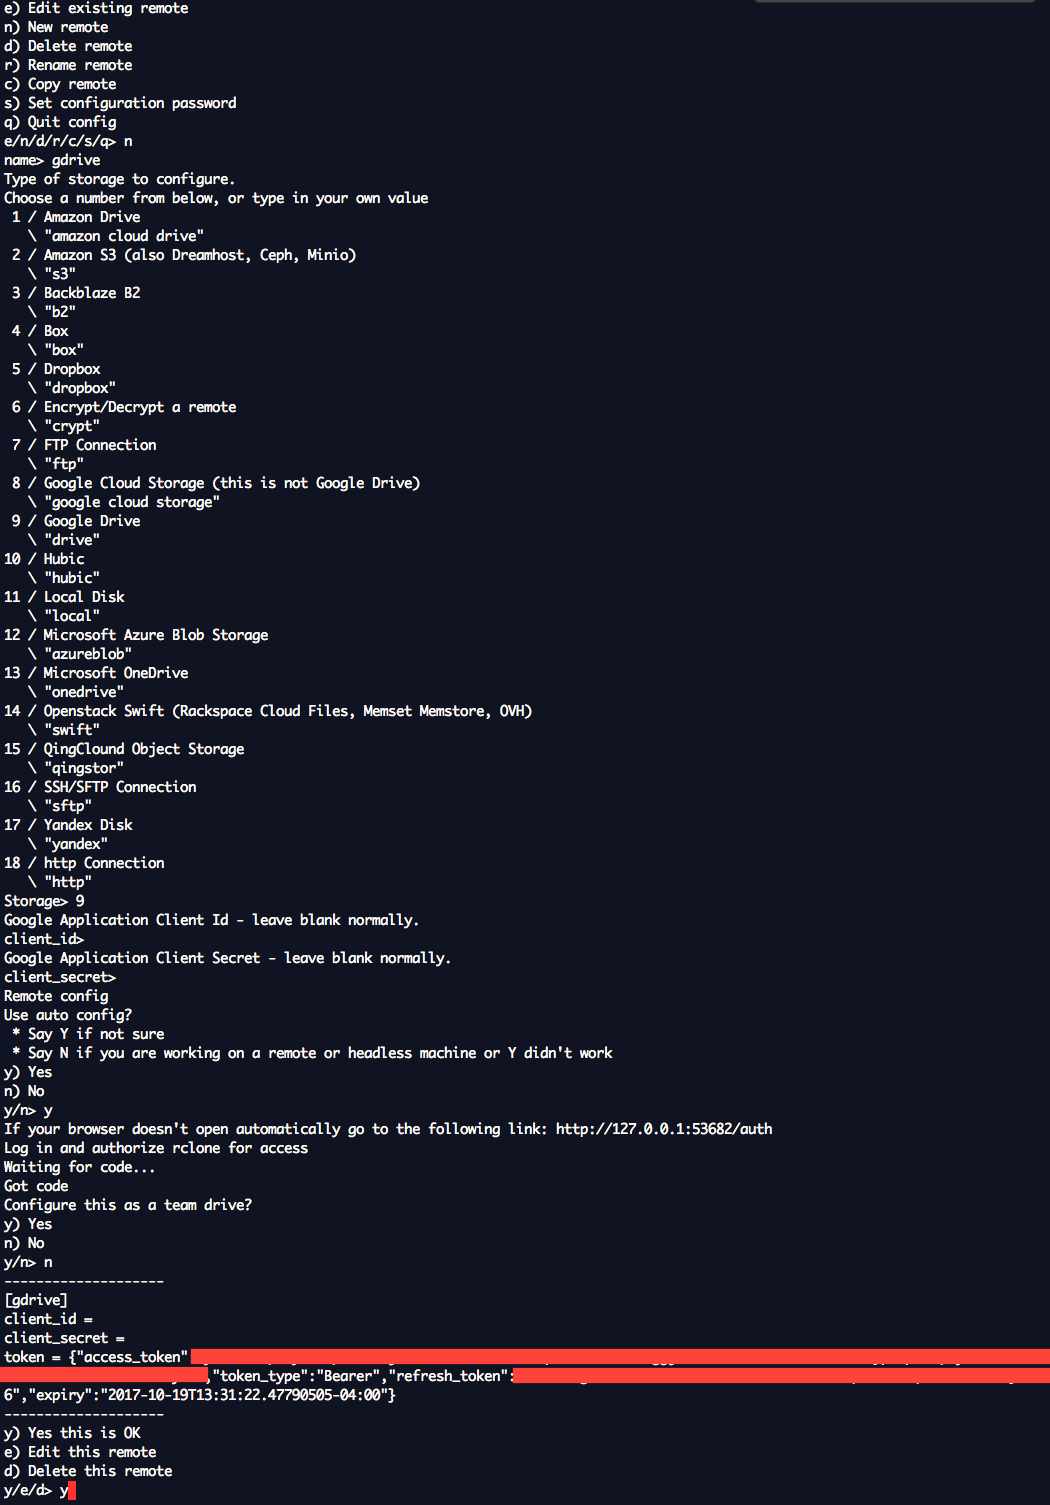 e) Edit existing remote
n) New remote
d) Delete remote
r) Rename remote
c) Copy remote
s) Set configuration password
q) Quit config
e/n/d/r/c/s/q> n
name> gdrive
Type of storage to configure.
Choose a number from below, or type in your own value
 1 / Amazon Drive
   \ "amazon cloud drive"
 2 / Amazon S3 (also Dreamhost, Ceph, Minio)
   \ "s3"
 3 / Backblaze B2
   \ "b2"
 4 / Box
   \ "box"
 5 / Dropbox
   \ "dropbox"
 6 / Encrypt/Decrypt a remote
   \ "crypt"
 7 / FTP Connection
   \ "ftp"
 8 / Google Cloud Storage (this is not Google Drive)
   \ "google cloud storage"
 9 / Google Drive
   \ "drive"
10 / Hubic
   \ "hubic"
11 / Local Disk
   \ "local"
12 / Microsoft Azure Blob Storage
   \ "azureblob"
13 / Microsoft OneDrive
   \ "onedrive"
14 / Openstack Swift (Rackspace Cloud Files, Memset Memstore, OVH)
   \ "swift"
15 / QingClound Object Storage
   \ "qingstor"
16 / SSH/SFTP Connection
   \ "sftp"
17 / Yandex Disk
   \ "yandex"
18 / http Connection
   \ "http"
Storage> 9
Google Application Client Id - leave blank normally.
client_id>
Google Application Client Secret - leave blank normally.
client_secret>
Remote config
Use auto config?
 * Say Y if not sure
 * Say N if you are working on a remote or headless machine or Y didn't work
y) Yes
n) No
y/n> y
If your browser doesn't open automatically go to the following link: http://127.0.0.1:53682/auth
Log in and authorize rclone for access
Waiting for code...
Got code
Configure this as a team drive?
y) Yes
n) No
y/n> n
--------------------
[gdrive]
client_id =
client_secret =
token = {"access_token"
,"token_type":"Bearer","refresh_token":
6","expiry":"2017-10-19T13:31:22.47790505-04:00"}
--------------------
y) Yes this is OK
e) Edit this remote
d) Delete this remote
y/e/d> y